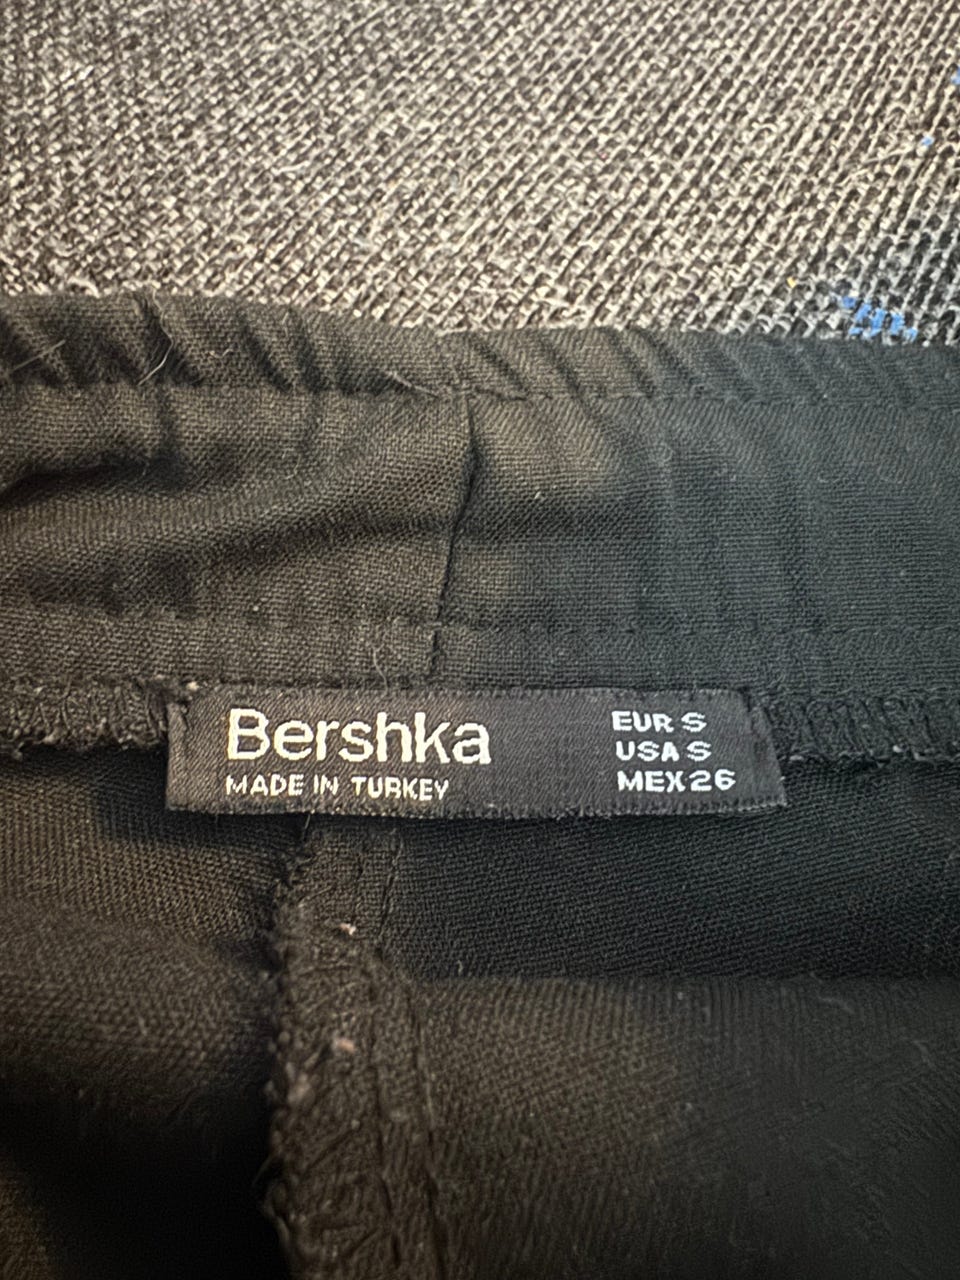 Bershka
MADE IN TURKEY
EUR S
USA S
MEX 26